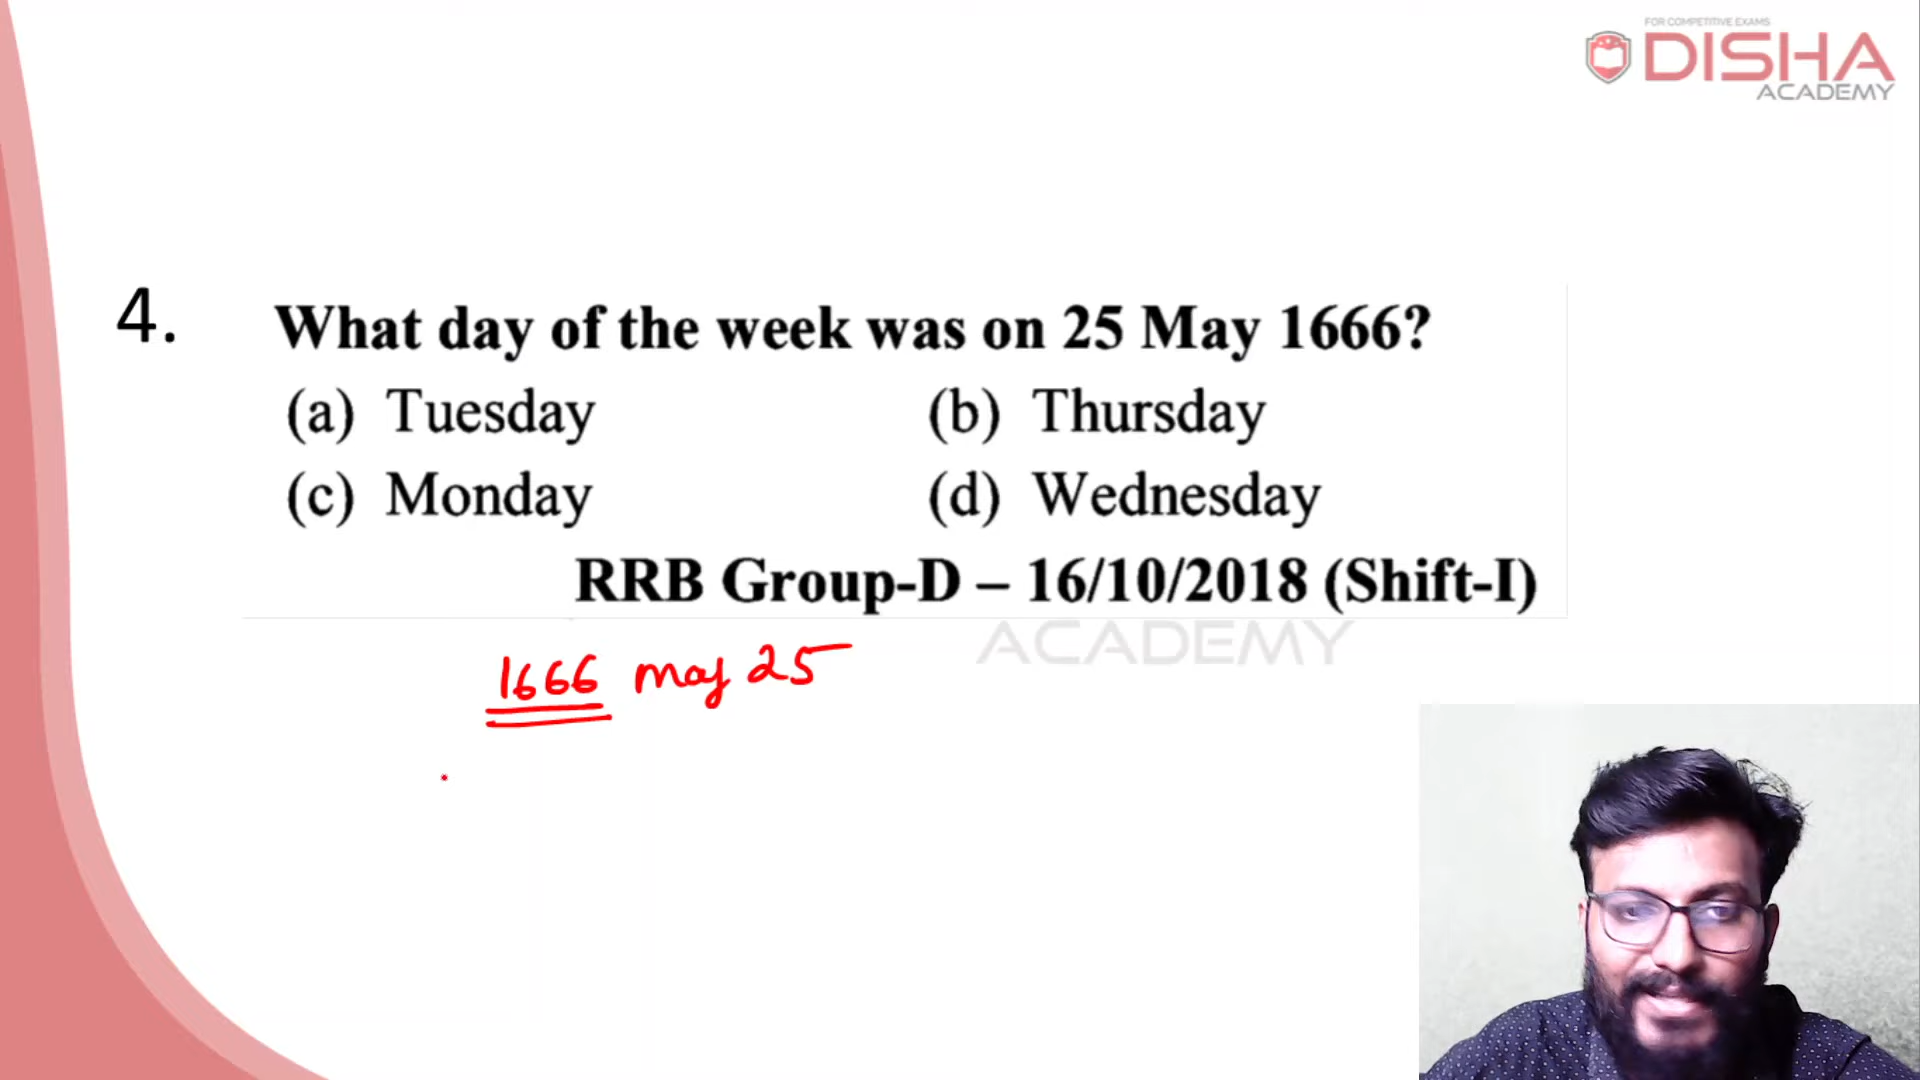 FOR COMPETITIVE EXAMS
DISHA
ACADEMY
4. What day of the week was on 25 May 1666?
(a) Tuesday (b) Thursday
(c) Monday (d) Wednesday
RRB Group-D – 16/10/2018 (Shift-I)
ACADEMY
1666 may 25